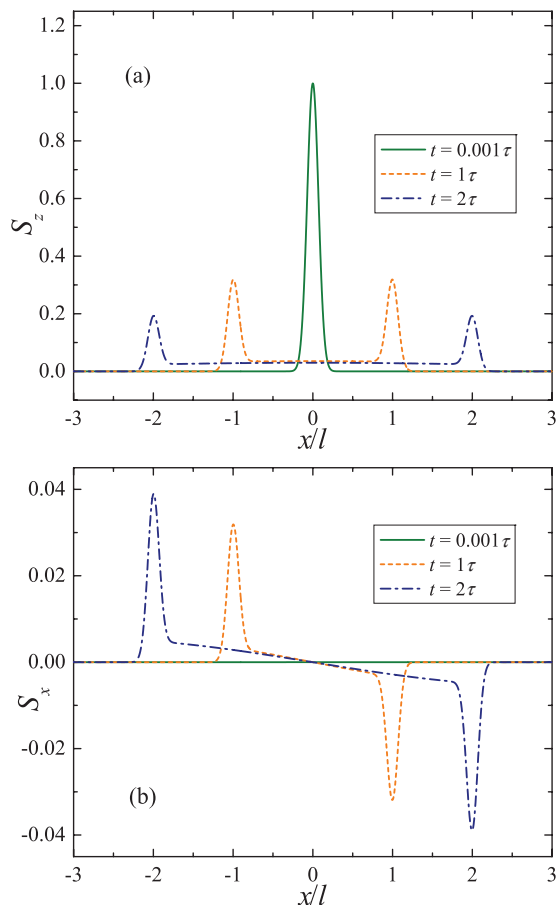 (a)
1.2
1.0
0.8
0.6
0.4
0.2
0.0
S_z
t = 0.001τ
t = 1τ
t = 2τ
-3 -2 -1 0 1 2 3
x/l
0.04
0.02
0.00
-0.02
-0.04
S_x
t = 0.001τ
t = 1τ
t = 2τ
(b)
-3 -2 -1 0 1 2 3
x/l